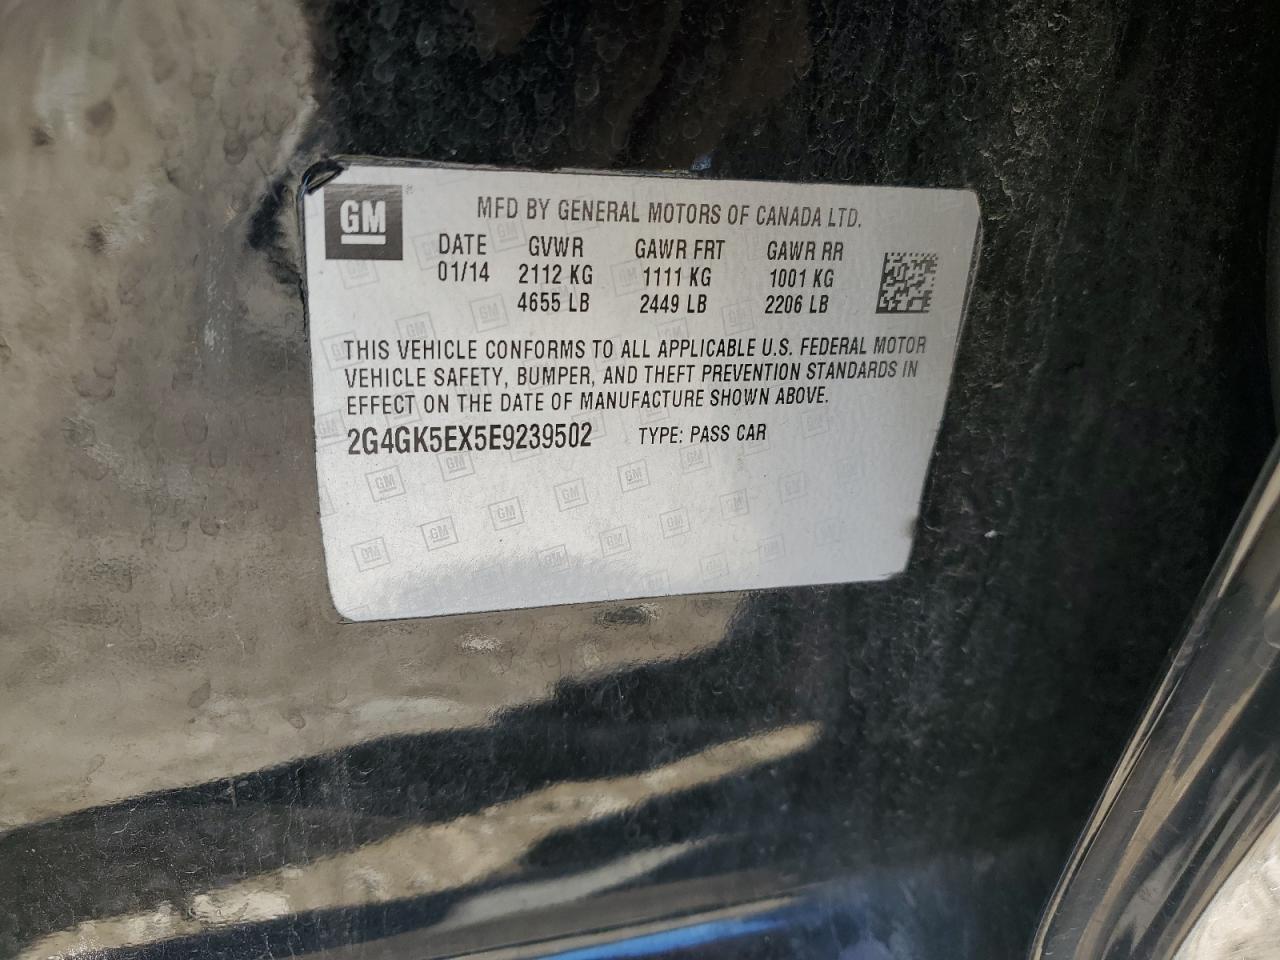 GM
MFD BY GENERAL MOTORS OF CANADA LTD.
DATE GVWR GAWR FRT GAWR RR
01/14 2112 KG 1111 KG 1001 KG
4655 LB 2449 LB 2206 LB
THIS VEHICLE CONFORMS TO ALL APPLICABLE U.S. FEDERAL MOTOR
VEHICLE SAFETY, BUMPER, AND THEFT PREVENTION STANDARDS IN
EFFECT ON THE DATE OF MANUFACTURE SHOWN ABOVE.
2G4GK5EX5E9239502 TYPE: PASS CAR